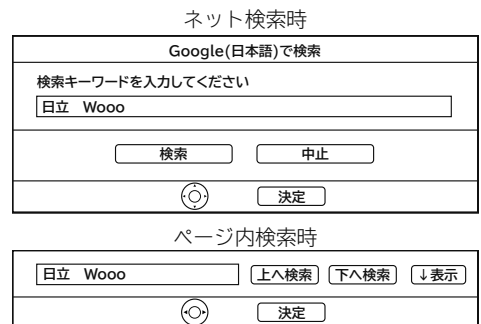 ネット検索時
Google(日本語)で検索
検索キーワードを入力してください
日立 Wooo
検索 中止
決定
ページ内検索時
日立 Wooo 上へ検索 下へ検索 ↓表示
決定